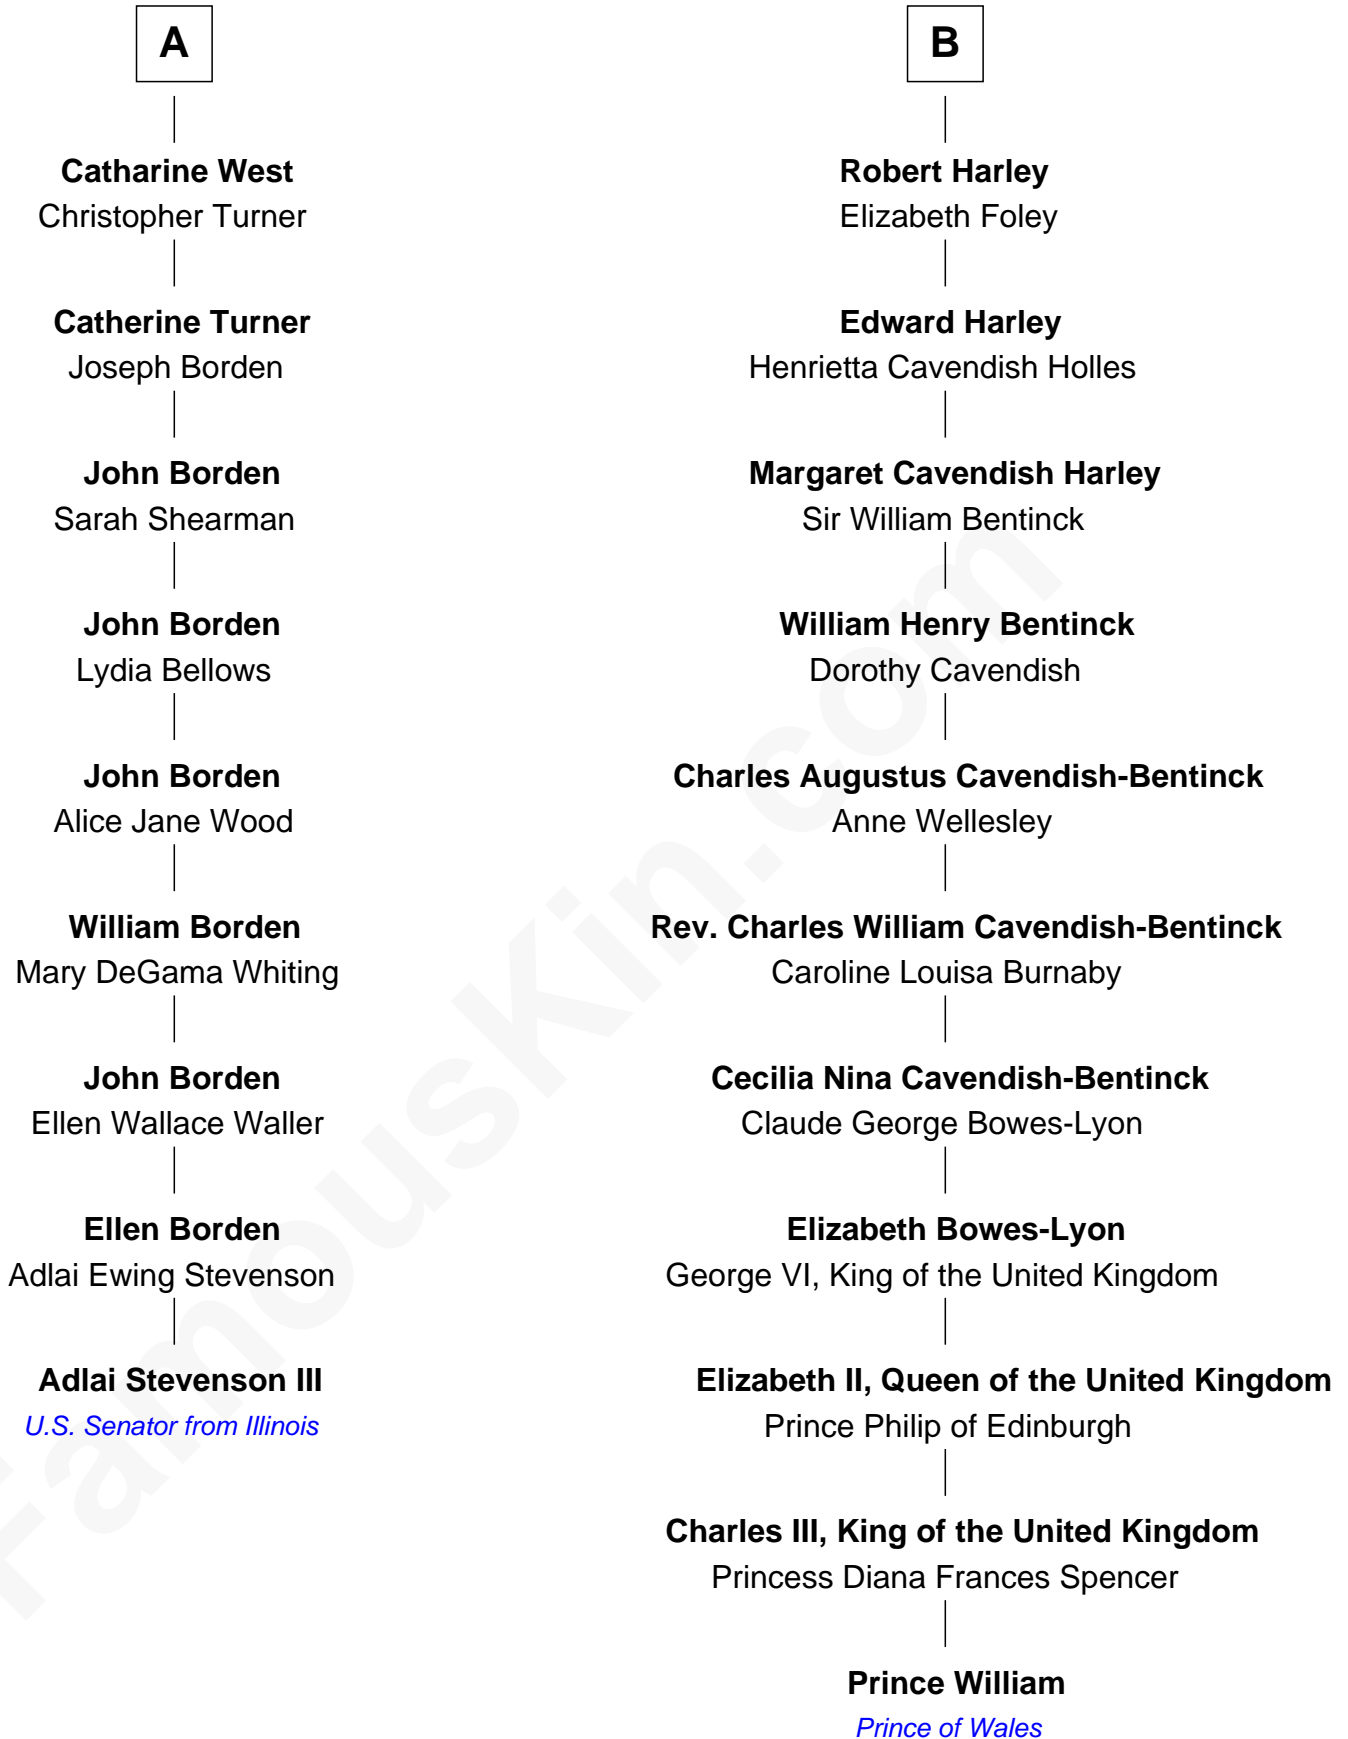 A
Catharine West
Christopher Turner
Catherine Turner
Joseph Borden
John Borden
Sarah Shearman
John Borden
Lydia Bellows
John Borden
Alice Jane Wood
William Borden
Mary DeGama Whiting
John Borden
Ellen Wallace Waller
Ellen Borden
Adlai Ewing Stevenson
Adlai Stevenson III
U.S. Senator from Illinois
B
Robert Harley
Elizabeth Foley
Edward Harley
Henrietta Cavendish Holles
Margaret Cavendish Harley
Sir William Bentinck
William Henry Bentinck
Dorothy Cavendish
Charles Augustus Cavendish-Bentinck
Anne Wellesley
Rev. Charles William Cavendish-Bentinck
Caroline Louisa Burnaby
Cecilia Nina Cavendish-Bentinck
Claude George Bowes-Lyon
Elizabeth Bowes-Lyon
George VI, King of the United Kingdom
Elizabeth II, Queen of the United Kingdom
Prince Philip of Edinburgh
Charles III, King of the United Kingdom
Princess Diana Frances Spencer
Prince William
Prince of Wales
FamousKin.com